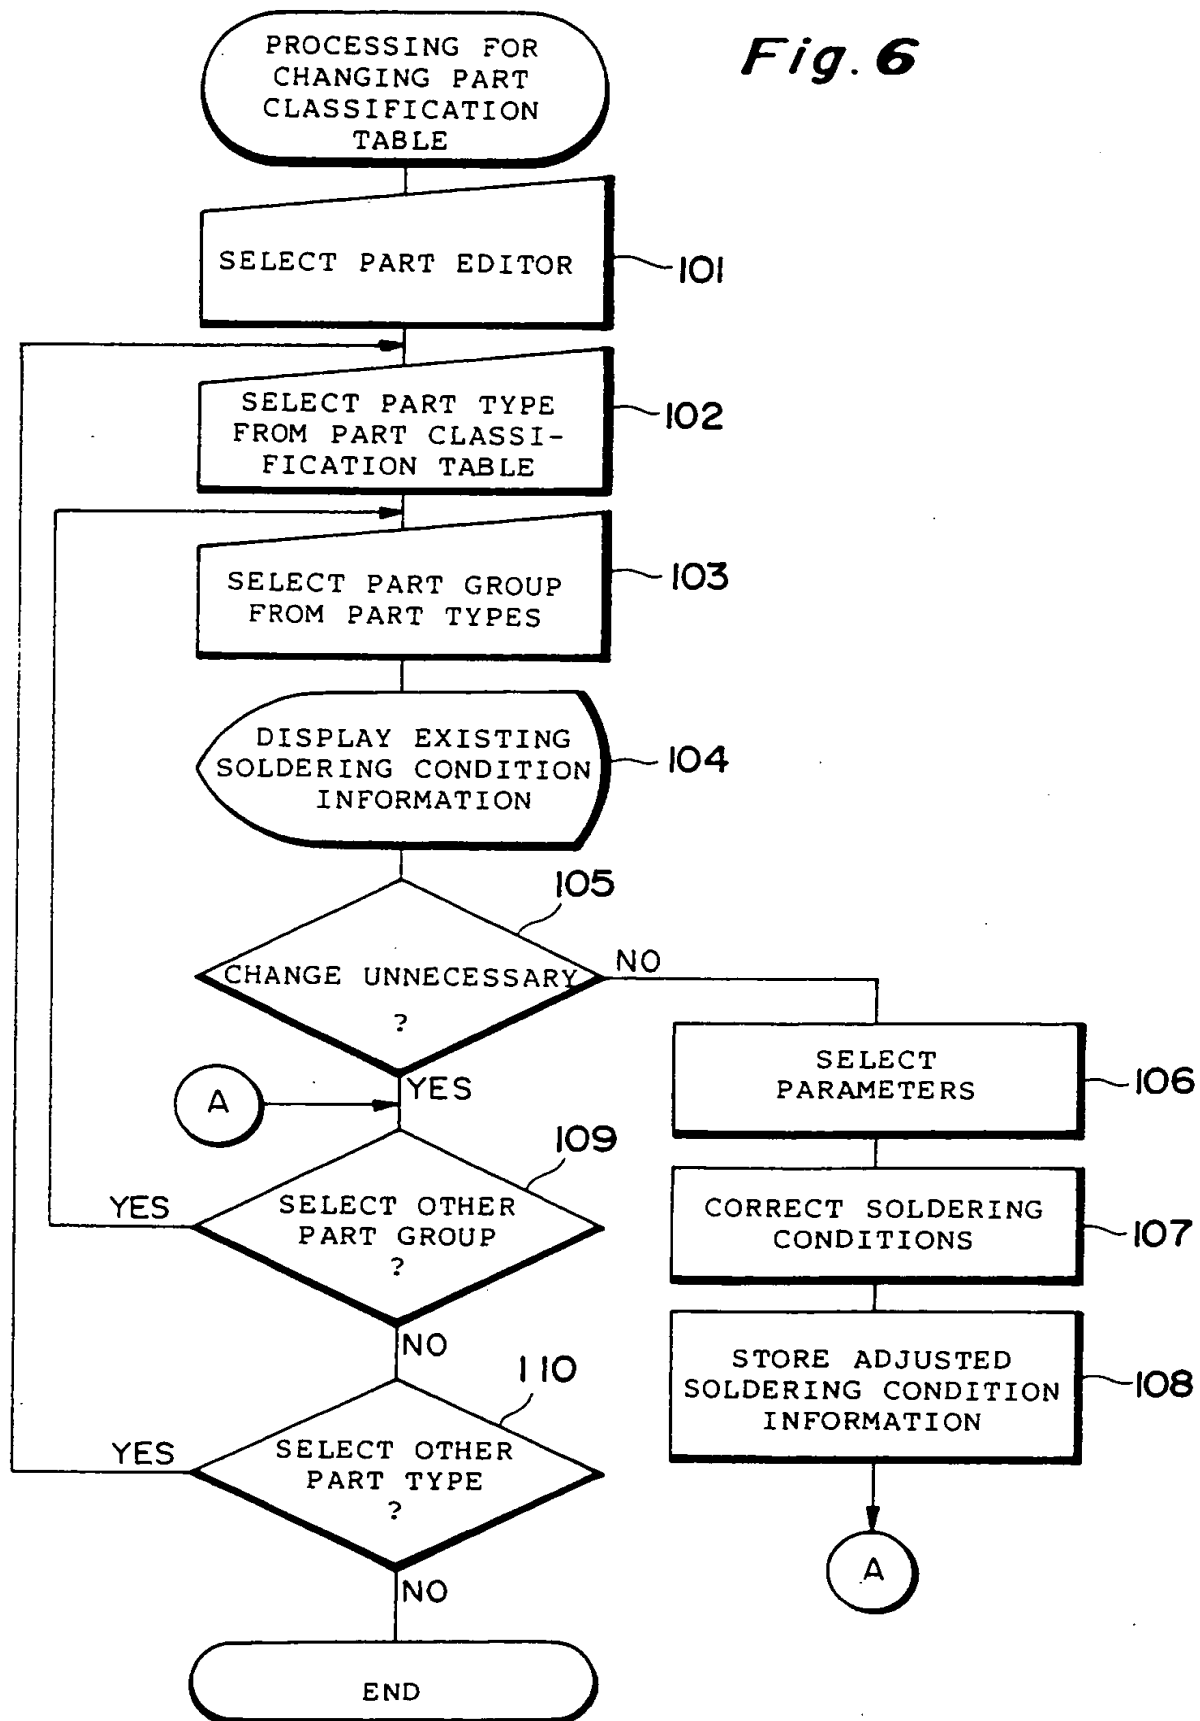 Fig. 6
PROCESSING FOR
CHANGING PART
CLASSIFICATION
TABLE
SELECT PART EDITOR
101
SELECT PART TYPE
FROM PART CLASSI-
FICATION TABLE
102
SELECT PART GROUP
FROM PART TYPES
103
DISPLAY EXISTING
SOLDERING CONDITION
INFORMATION
104
105
CHANGE UNNECESSARY
?
NO
YES
A
SELECT
PARAMETERS
106
CORRECT SOLDERING
CONDITIONS
107
STORE ADJUSTED
SOLDERING CONDITION
INFORMATION
108
A
109
SELECT OTHER
PART GROUP
?
YES
NO
110
SELECT OTHER
PART TYPE
?
YES
NO
END